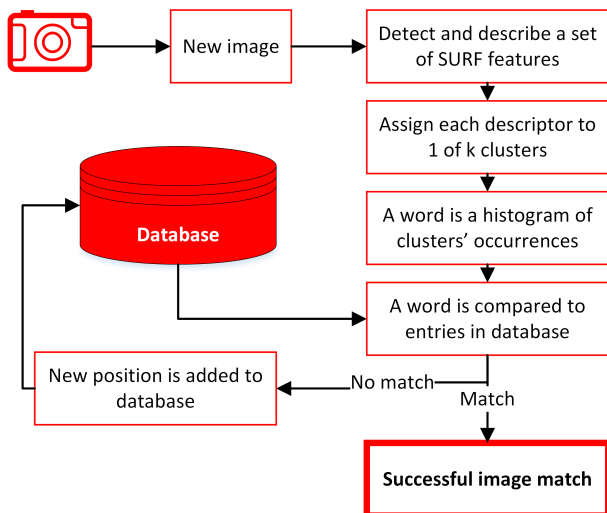 New image
Detect and describe a set
of SURF features
Assign each descriptor to
1 of k clusters
A word is a histogram of
clusters’ occurrences
Database
A word is compared to
entries in database
No match
Match
New position is added to
database
Successful image match